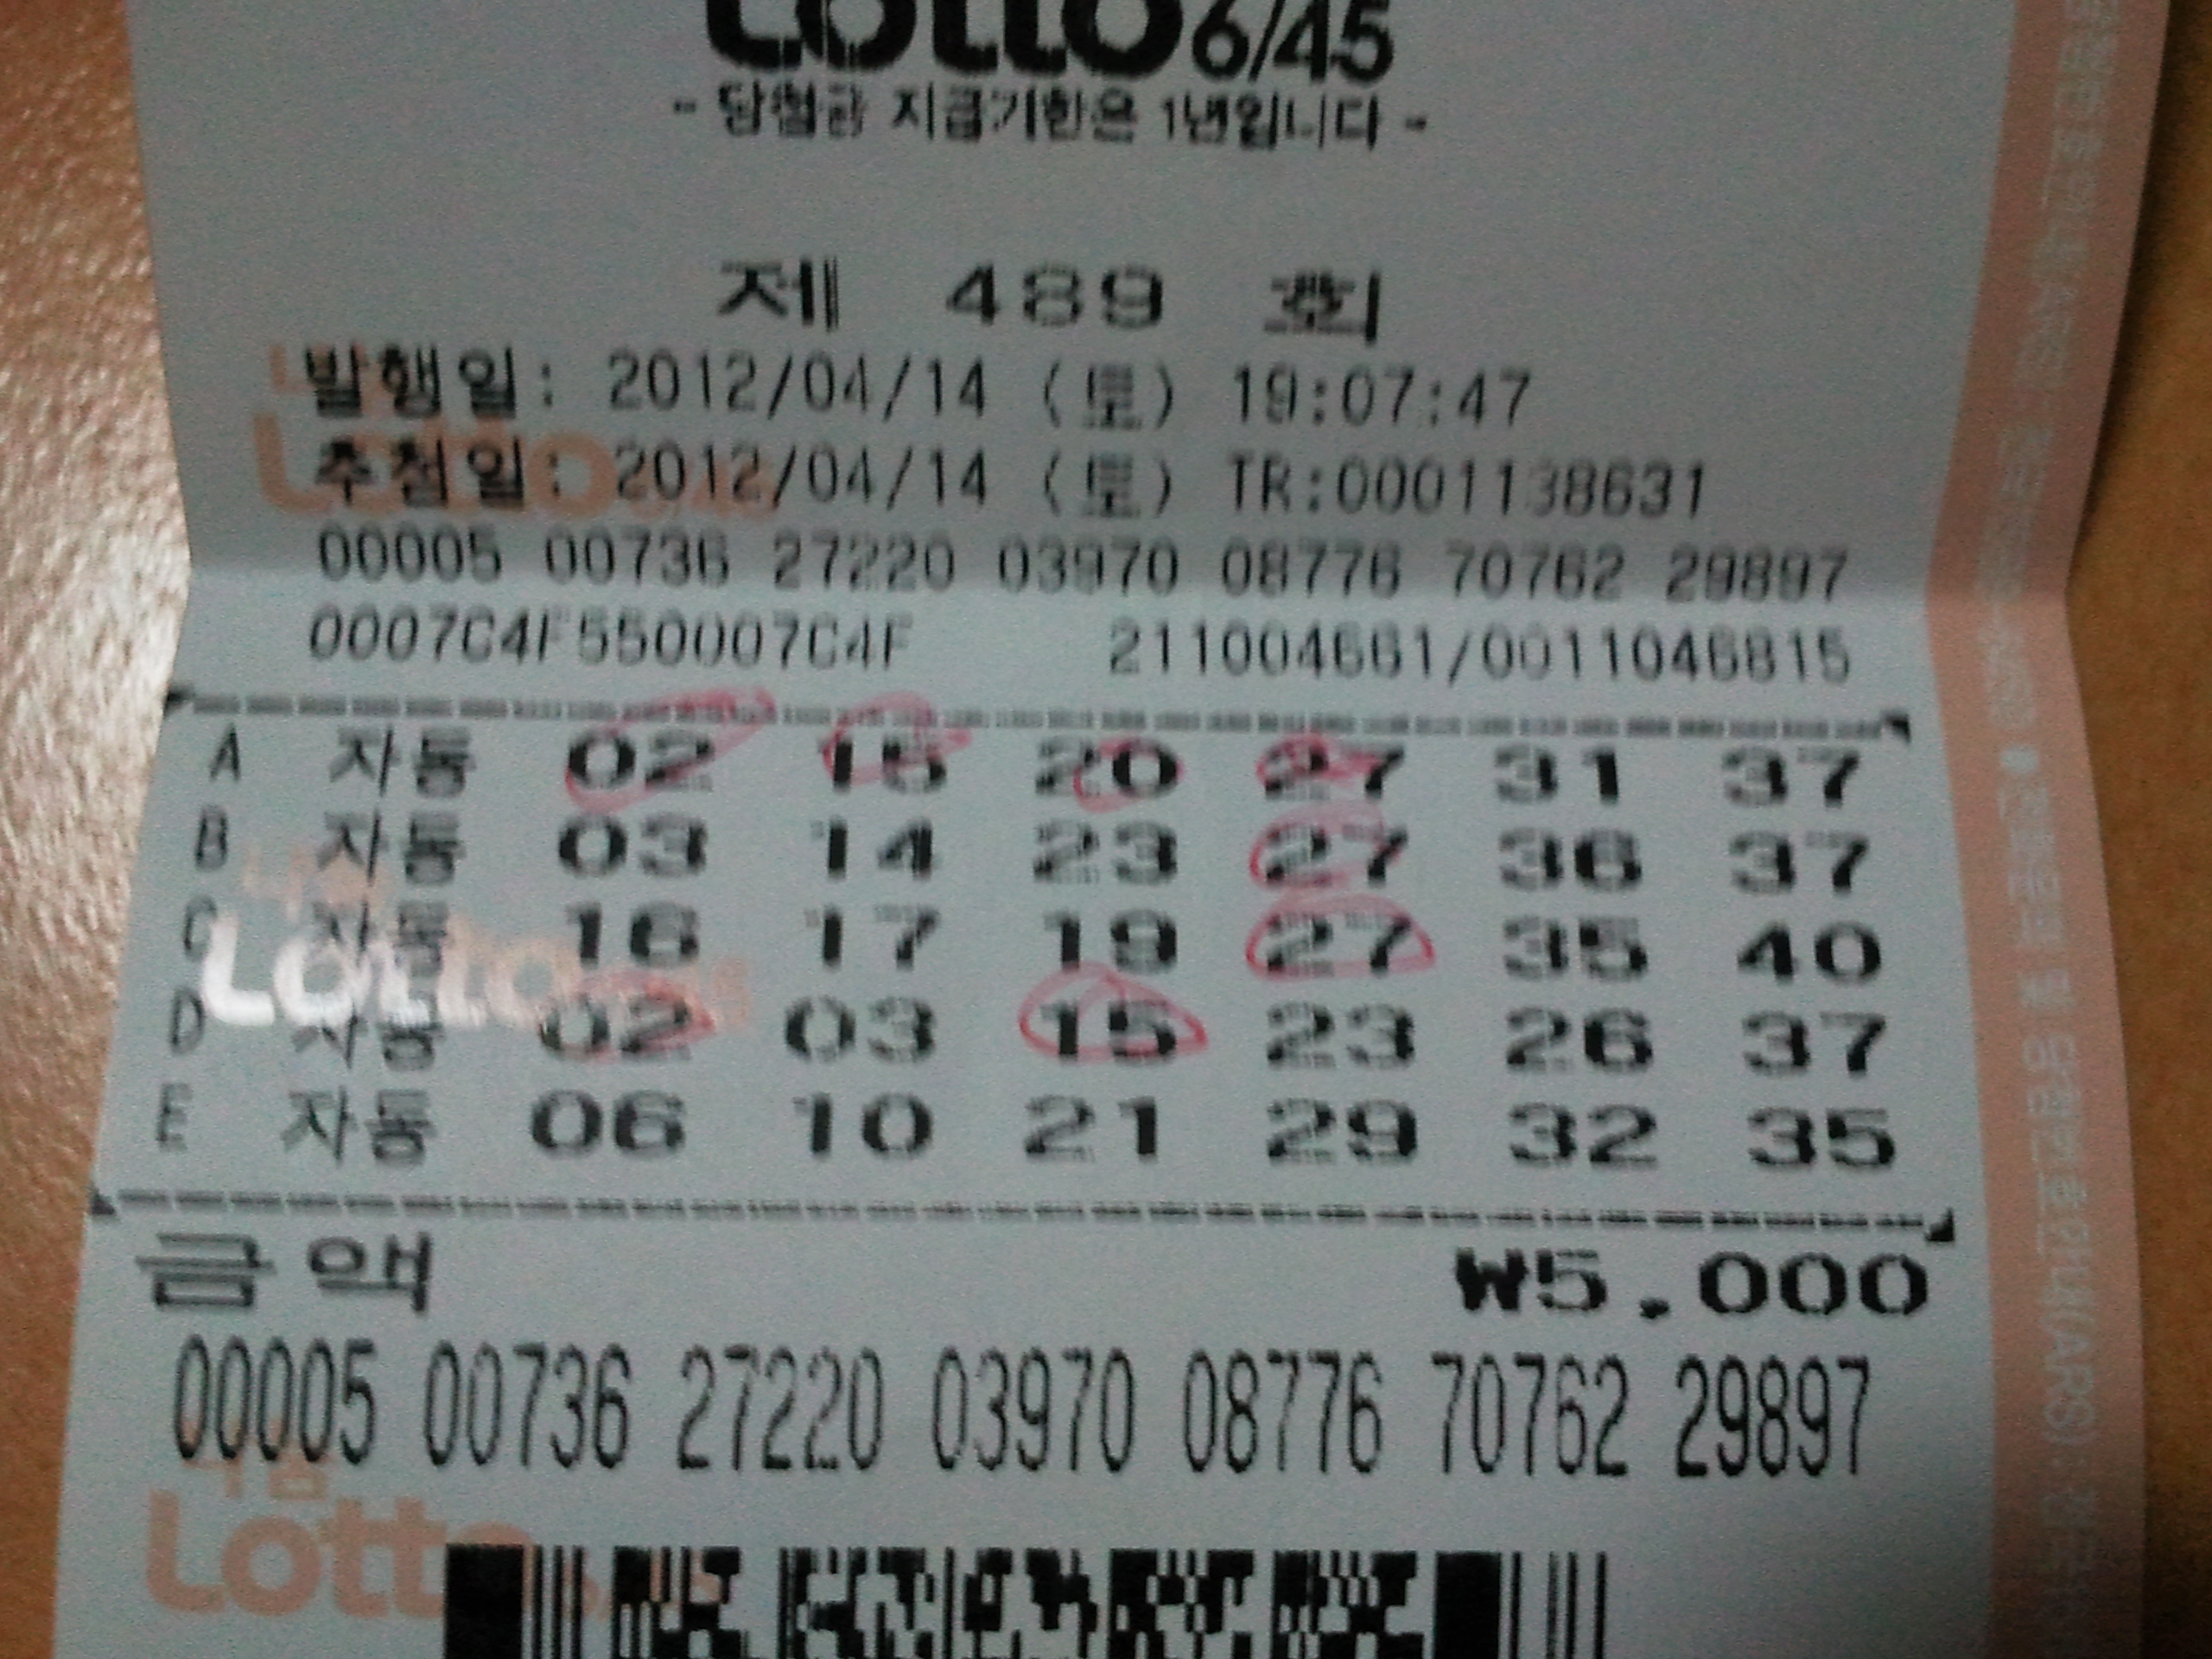 Lotto 6/45
- 당첨금 지급기한은 1년입니다 -
제 489 회
발행일: 2012/04/14 (토) 19:07:47
추첨일: 2012/04/14 (토) TR:0001138631
00005 00736 27220 03970 08776 70762 29897
0007C4F550007C4F 211004661/0011046815
A 자동 02 15 20 27 31 37
B 자동 03 14 23 27 36 37
C 자동 16 17 19 27 35 40
D 자동 02 03 15 23 26 37
E 자동 06 10 21 29 32 35
금액 ₩5,000
00005 00736 27220 03970 08776 70762 29897
Lotto